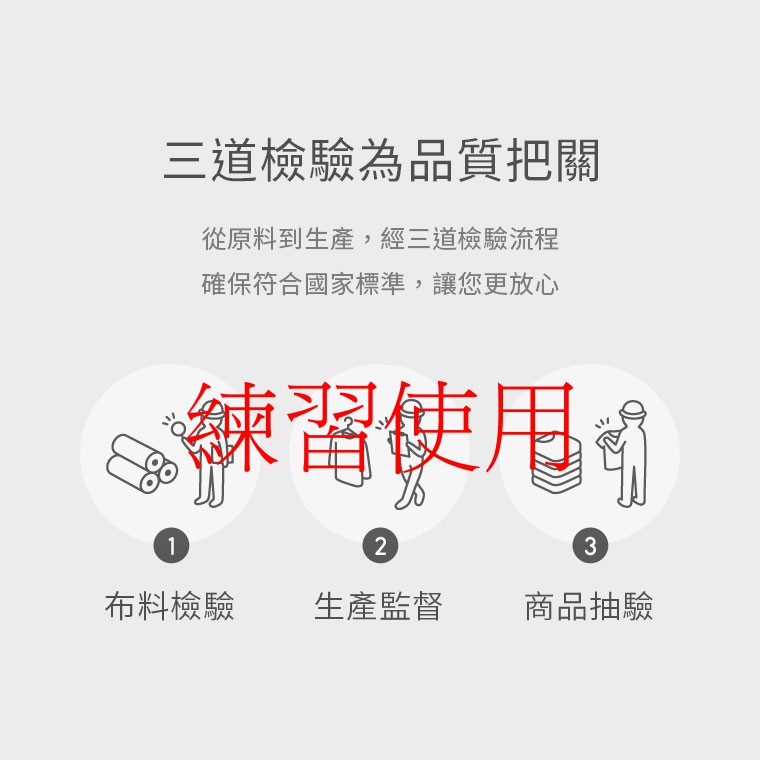 三道檢驗為品質把關
從原料到生產，經三道檢驗流程
確保符合國家標準，讓您更放心
練習使用
1
2
3
布料檢驗
生產監督
商品抽驗